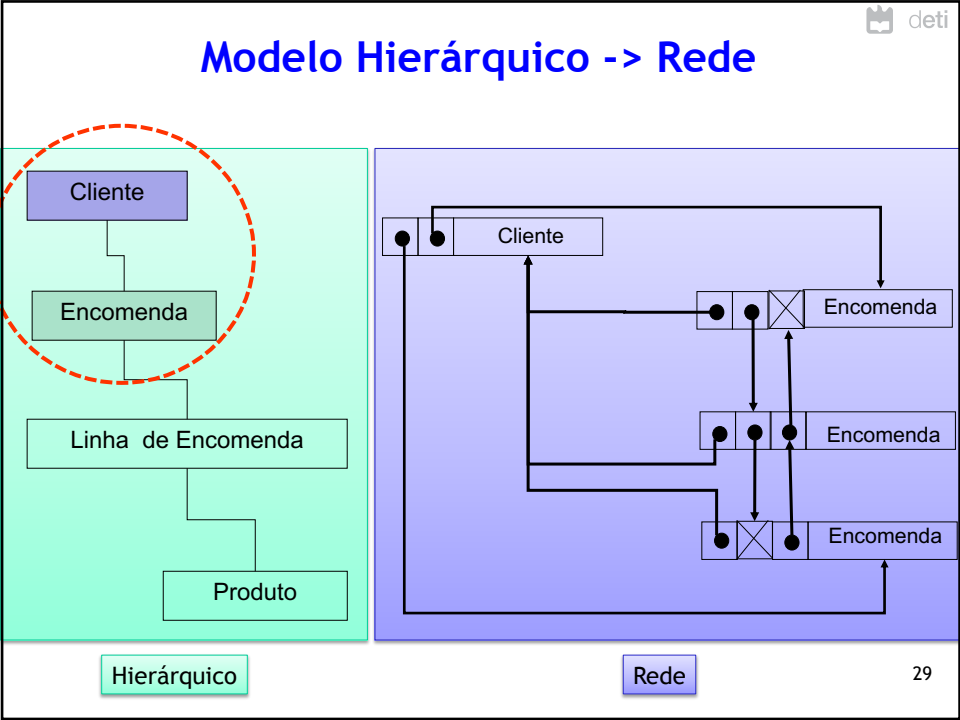 deti
Modelo Hierárquico -> Rede
Cliente
Encomenda
Linha de Encomenda
Produto
Hierárquico
Cliente
Encomenda
Encomenda
Encomenda
Rede
29